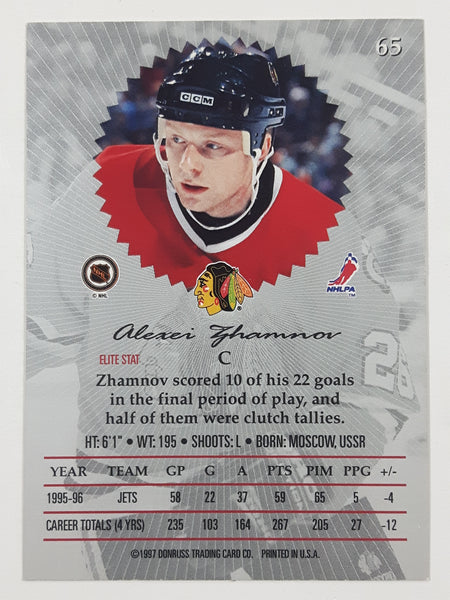 65
CCM
NHL
© NHL
NHLPA
TM
Alexei Zhamnov
ELITE STAT
C
Zhamnov scored 10 of his 22 goals
in the final period of play, and
half of them were clutch tallies.
HT: 6'1" • WT: 195 • SHOOTS: L • BORN: MOSCOW, USSR
YEAR TEAM GP G A PTS PIM PPG +/-
1995-96 JETS 58 22 37 59 65 5 -4
CAREER TOTALS (4 YRS) 235 103 164 267 205 27 -12
©1997 DONRUSS TRADING CARD CO. PRINTED IN U.S.A.